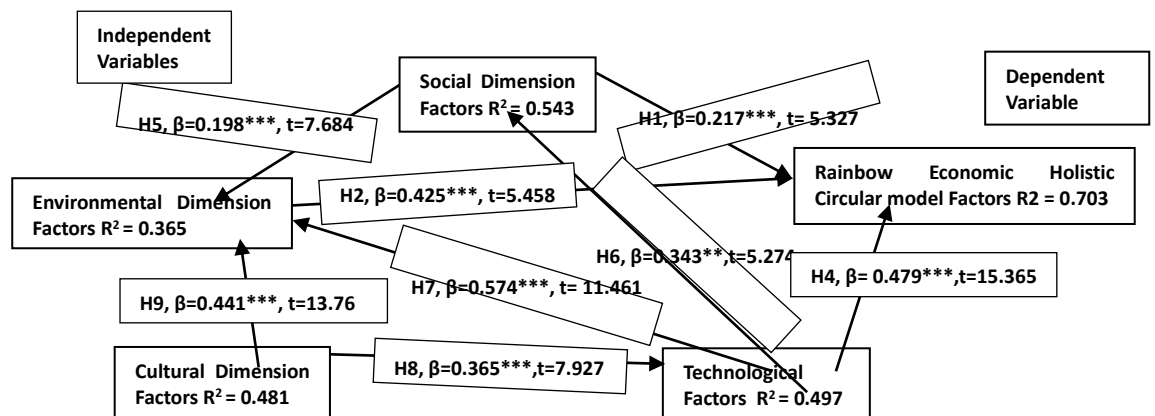 Independent
Variables
Social Dimension
Factors R² = 0.543
Dependent
Variable
H5, β=0.198***, t=7.684
H1, β=0.217***, t= 5.327
Rainbow Economic Holistic
Circular model Factors R2 = 0.703
Environmental Dimension
Factors R² = 0.365
H2, β=0.425***, t=5.458
H6, β=0.343**,t=5.274
H7, β=0.574***, t= 11.461
H4, β= 0.479***,t=15.365
H9, β=0.441***, t=13.76
Cultural Dimension
Factors R² = 0.481
H8, β=0.365***,t=7.927
Technological
Factors R² = 0.497